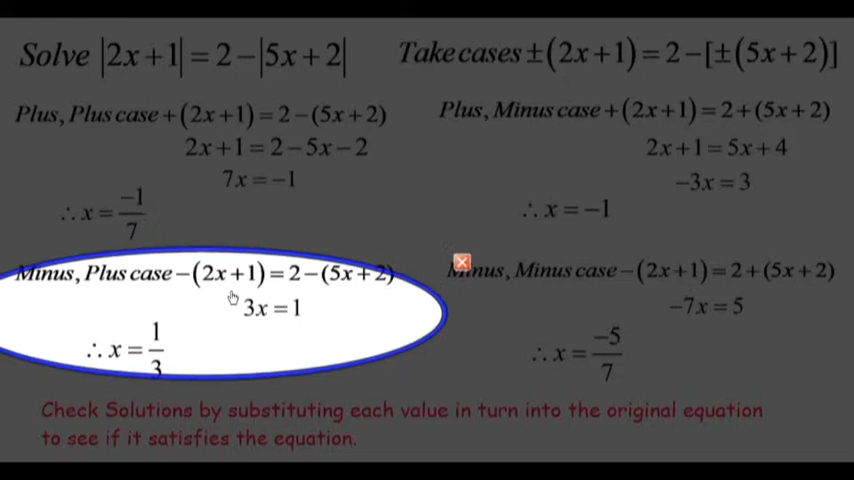 Solve |2x+1| = 2−|5x+2|
Take cases ±(2x+1) = 2−[±(5x+2)]
Plus, Plus case +(2x+1) = 2−(5x+2)
2x+1 = 2−5x−2
7x = −1
∴ x = −1/7
Plus, Minus case +(2x+1) = 2+(5x+2)
2x+1 = 5x+4
−3x = 3
∴ x = −1
Minus, Plus case −(2x+1) = 2−(5x+2)
3x = 1
∴ x = 1/3
Minus, Minus case −(2x+1) = 2+(5x+2)
−7x = 5
∴ x = −5/7
Check Solutions by substituting each value in turn into the original equation
to see if it satisfies the equation.